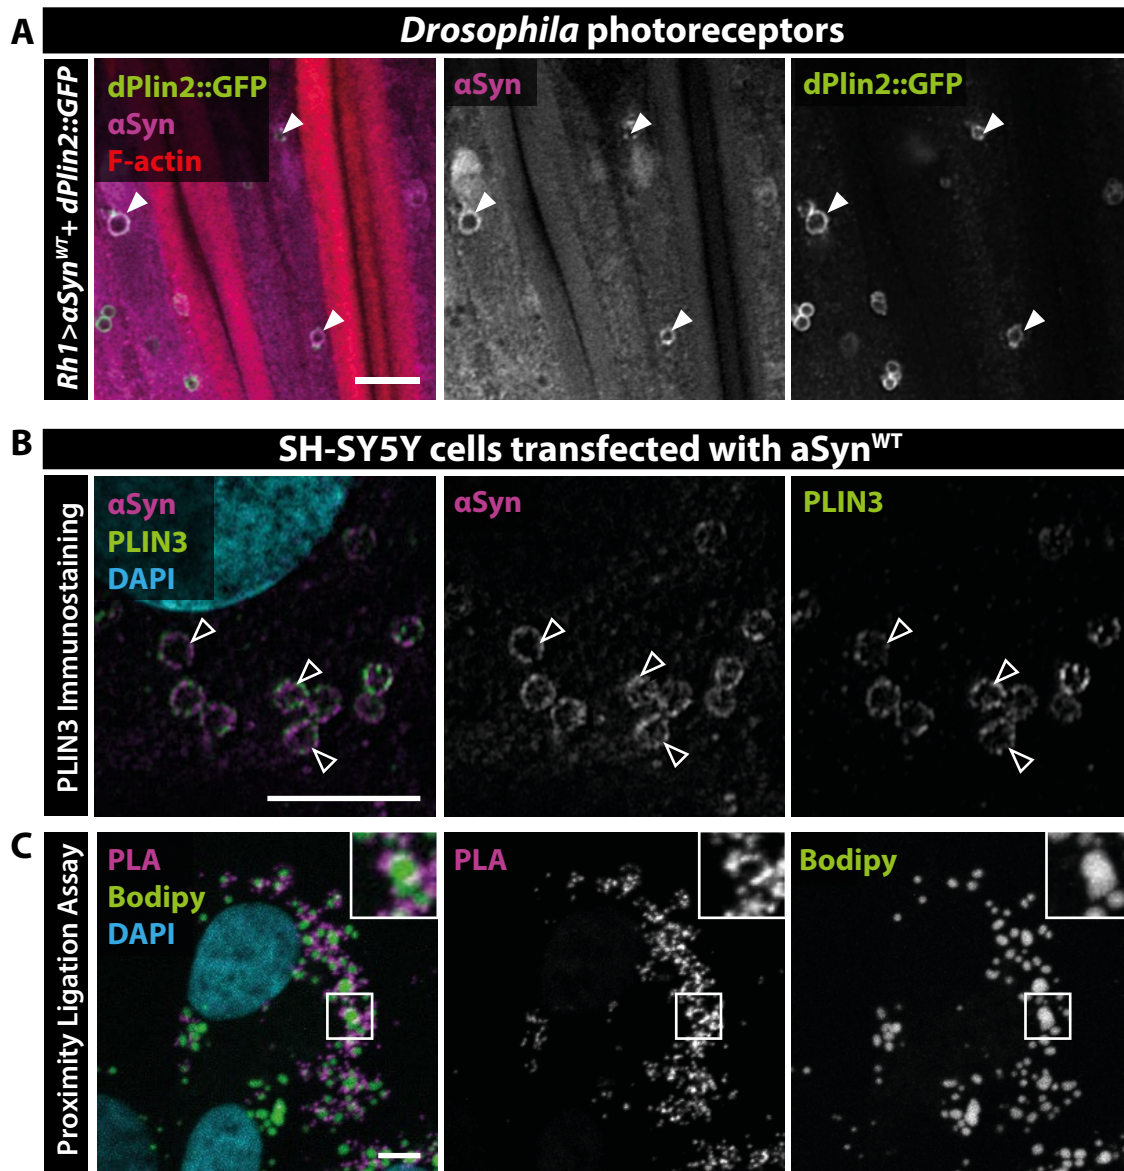 A
Drosophila photoreceptors
Rh1>αSynWT+ dPlin2::GFP
dPlin2::GFP
αSyn
F-actin
αSyn
dPlin2::GFP
B
SH-SY5Y cells transfected with aSynWT
PLIN3 Immunostaining
αSyn
PLIN3
DAPI
αSyn
PLIN3
C
Proximity Ligation Assay
PLA
Bodipy
DAPI
PLA
Bodipy